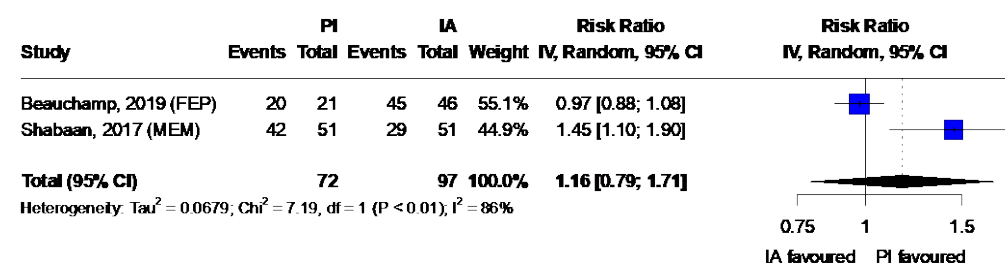 PI IA Risk Ratio Risk Ratio
Study Events Total Events Total Weight IV, Random, 95% CI IV, Random, 95% CI
Beauchamp, 2019 (FEP) 20 21 45 46 55.1% 0.97 [0.88; 1.08]
Shabaan, 2017 (MEM) 42 51 29 51 44.9% 1.45 [1.10; 1.90]
Total (95% CI) 72 97 100.0% 1.16 [0.79; 1.71]
Heterogeneity: Tau² = 0.0679; Chi² = 7.19, df = 1 (P < 0.01); I² = 86%
0.75 1 1.5
IA favoured PI favoured